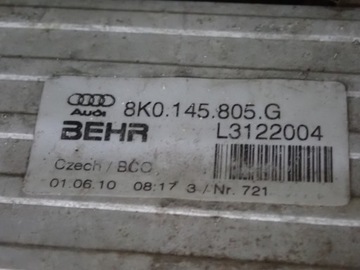 Audi 8K0.145.805.G
BEHR L3122004
Czech / BCC
01.06.10 08:17 3 / Nr. 721